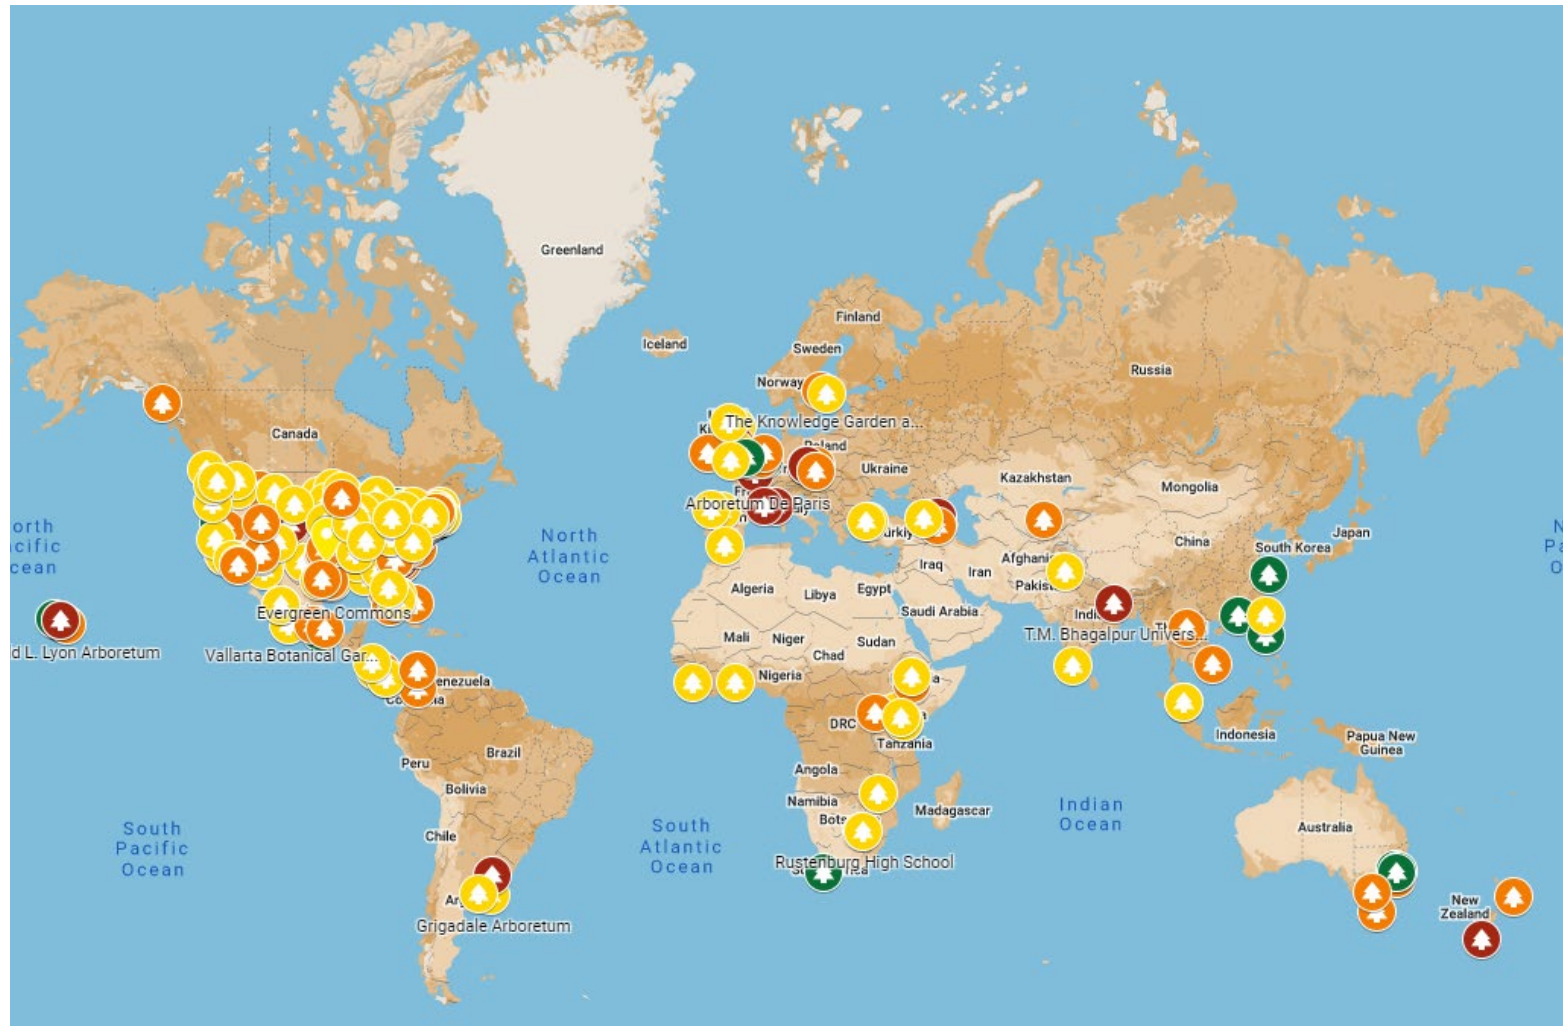 Greenland
Iceland
Finland
Sweden
Norway
Russia
Canada
The Knowledge Garden a...
Poland
Ukraine
Kazakhstan
Mongolia
Arboretum De Paris
North
Atlantic
Ocean
China
Japan
South Korea
Iraq
Iran
Algeria
Libya
Egypt
Saudi Arabia
Evergreen Commons
T.M. Bhagalpur Univers...
d L. Lyon Arboretum
Vallarta Botanical Gar...
Mali
Niger
Chad
Sudan
Nigeria
DRC
Tanzania
Indonesia
Papua New
Guinea
Brazil
Peru
Bolivia
Angola
Namibia
Madagascar
Indian
Ocean
Australia
South
Pacific
Ocean
Chile
South
Atlantic
Ocean
Rustenburg High School
Grigadale Arboretum
New
Zealand